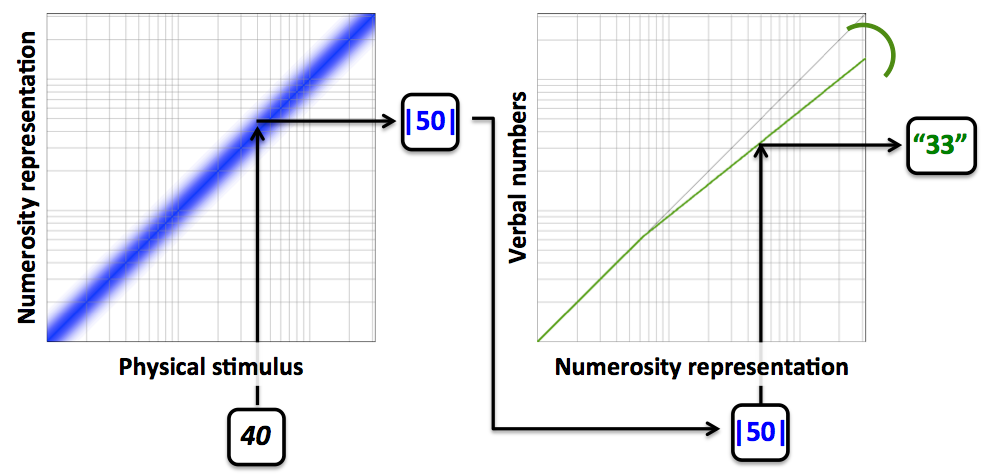 Numerosity representation
Physical stimulus
40
|50|
Verbal numbers
Numerosity representation
|50|
“33”